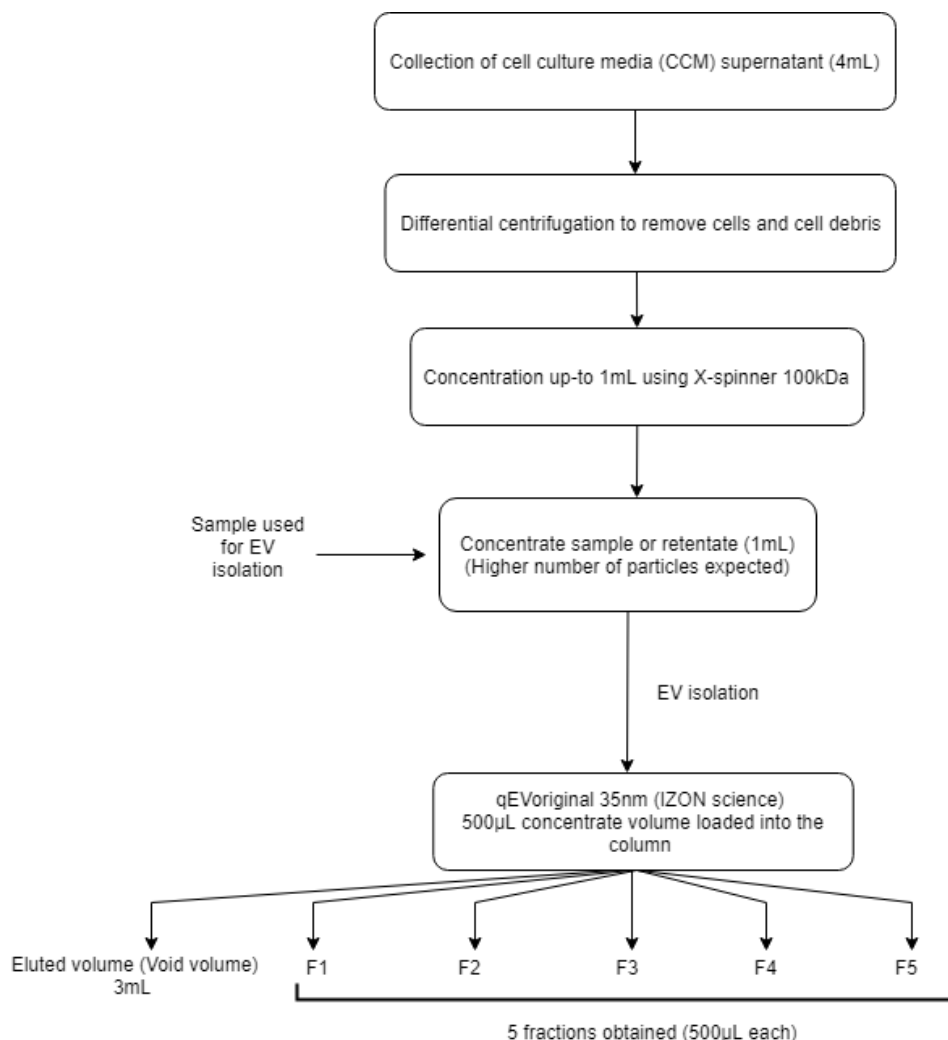 Collection of cell culture media (CCM) supernatant (4mL)
Differential centrifugation to remove cells and cell debris
Concentration up-to 1mL using X-spinner 100kDa
Sample used
for EV
isolation
Concentrate sample or retentate (1mL)
(Higher number of particles expected)
EV isolation
qEVoriginal 35nm (IZON science)
500µL concentrate volume loaded into the
column
Eluted volume (Void volume)
3mL
F1
F2
F3
F4
F5
5 fractions obtained (500µL each)